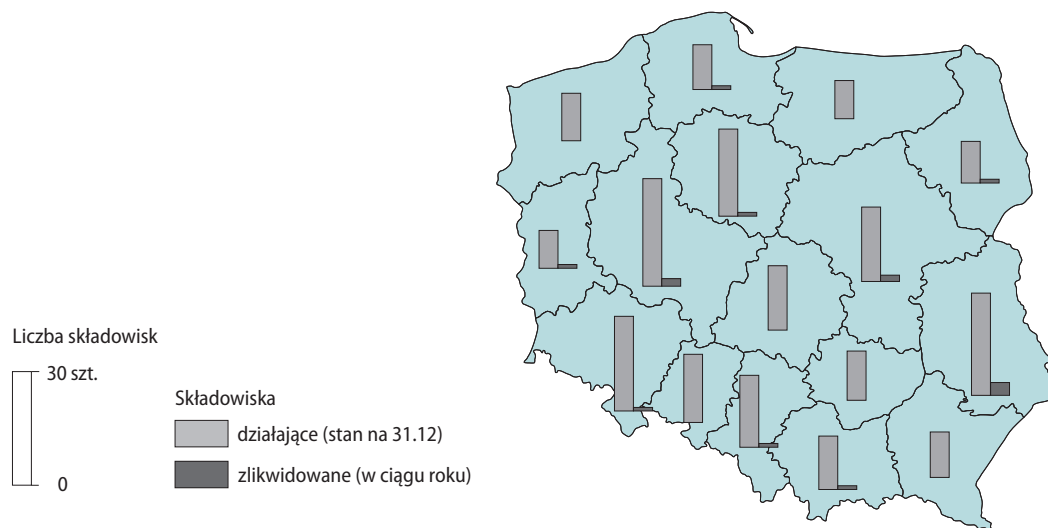 Liczba składowisk
30 szt.
0
Składowiska
działające (stan na 31.12)
zlikwidowane (w ciągu roku)